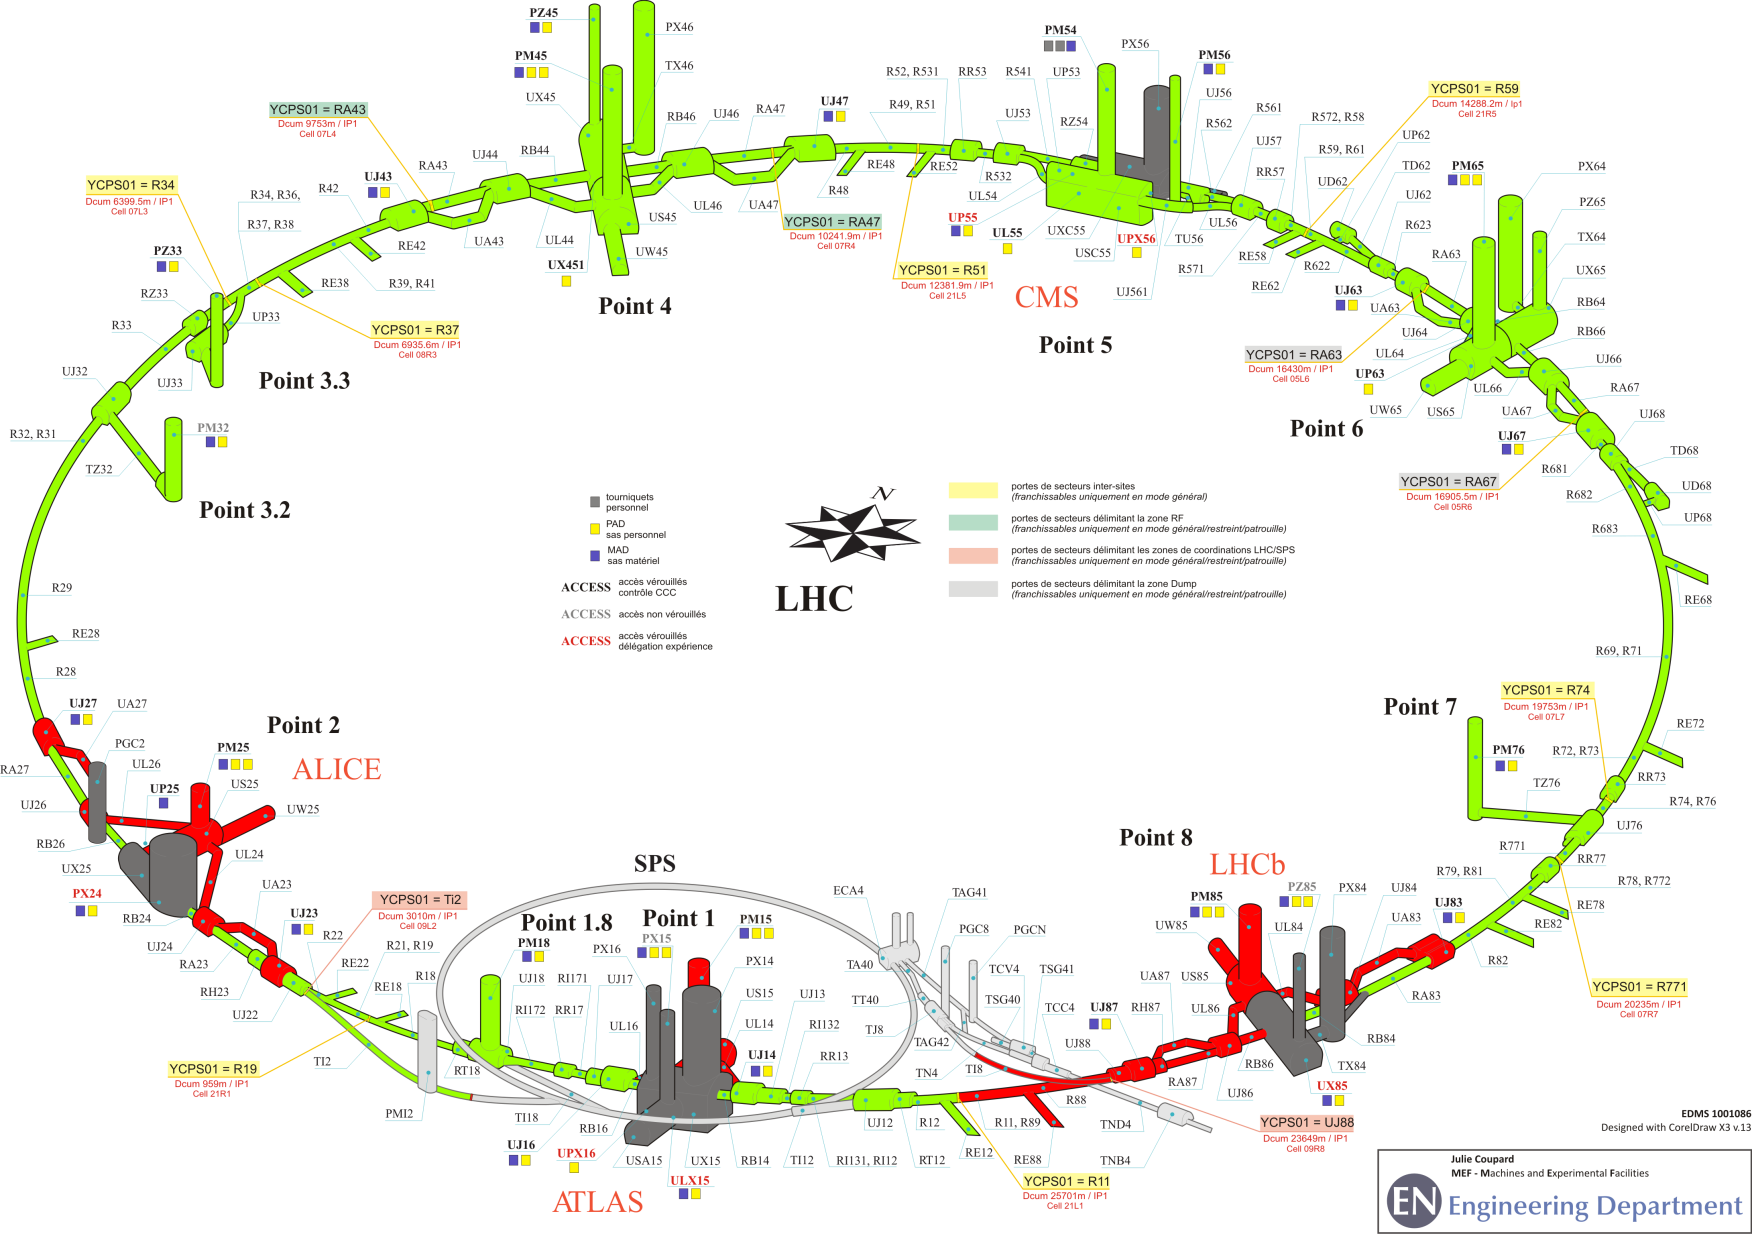 PZ45
PX46
PM45
TX46
UX45
RB46
UJ46
RA47
UJ47
R49, R51
R52, R531
RR53
R541
UP53
PM54
PX56
PM56
UJ53
RZ54
UJ56
R561
R562
UJ57
RR57
R572, R58
R59, R61
YCPS01 = R59
Dcum 14288.2m / Ip1
Cell 21R5
UP62
TD62
UD62
UJ62
PM65
PX64
PZ65
TX64
UX65
RB64
RB66
UJ66
RA67
UJ68
TD68
UD68
UP68
YCPS01 = RA43
Dcum 9753m / IP1
Cell 07L4
RB44
UJ44
RA43
UJ43
R42
YCPS01 = R34
Dcum 6399.5m / IP1
Cell 07L3
R34, R36,
R37, R38
PZ33
RZ33
R33
UP33
UJ32
UJ33
RE38
R39, R41
RE42
UA43
UL44
UX451
UW45
US45
UL46
UA47
YCPS01 = RA47
Dcum 10241.9m / IP1
Cell 07R4
R48
RE48
RE52
YCPS01 = R51
Dcum 12381.9m / IP1
Cell 21L5
R532
UL54
UP55
UL55
UXC55
USC55
UPX56
UJ561
TU56
UL56
R571
RE58
RE62
R622
R623
RA63
UJ63
UA63
UJ64
UL64
YCPS01 = RA63
Dcum 16430m / IP1
Cell 05L6
UP63
UW65
US65
UL66
UA67
UJ67
R681
R682
R683
YCPS01 = RA67
Dcum 16905.5m / IP1
Cell 05R6
Point 4
CMS
Point 5
Point 6
YCPS01 = R37
Dcum 6935.6m / IP1
Cell 08R3
Point 3.3
R32, R31
TZ32
PM32
Point 3.2
tourniquets
personnel
PAD
sas personnel
MAD
sas matériel
ACCESS accès vérouillés
contrôle CCC
ACCESS accès non vérouillés
ACCESS accès vérouillés
délégation expérience
N
LHC
portes de secteurs inter-sites
(franchissables uniquement en mode général)
portes de secteurs délimitant la zone RF
(franchissables uniquement en mode général/restreint/patrouille)
portes de secteurs délimitant les zones de coordinations LHC/SPS
(franchissables uniquement en mode général/restreint/patrouille)
portes de secteurs délimitant la zone Dump
(franchissables uniquement en mode général/restreint/patrouille)
R29
RE28
R28
RE68
R69, R71
UJ27
UA27
PGC2
UL26
RA27
UJ26
RB26
UX25
PX24
RB24
UJ24
RA23
RH23
UJ22
Point 2
ALICE
PM25
UP25
US25
UW25
UL24
UA23
UJ23
R22
YCPS01 = Ti2
Dcum 3010m / IP1
Cell 09L2
R21, R19
RE22
RE18
R18
YCPS01 = R19
Dcum 959m / IP1
Cell 21R1
TI2
PMI2
RT18
SPS
Point 1.8
PM18
UJ18
RI171
RI172
RR17
UJ17
UL16
PX16
Point 1
PX15
PM15
PX14
US15
UL14
UJ14
UJ13
RI132
RR13
TI18
RB16
UJ16
UPX16
USA15
ULX15
UX15
RB14
TI12
RI131, RI12
ATLAS
UJ12
R12
RT12
RE12
R11, R89
RE88
R88
YCPS01 = R11
Dcum 25701m / IP1
Cell 21L1
ECA4
TA40
TT40
TJ8
TAG41
PGC8
PGCN
TCV4
TSG41
TSG40
TCC4
TAG42
TN4
TI8
TND4
TNB4
UJ88
UJ87
RH87
UA87
YCPS01 = UJ88
Dcum 23649m / IP1
Cell 09R8
Point 8
LHCb
PM85
UW85
US85
UL86
RA87
UJ86
RB86
UX85
TX84
RB84
PZ85
PX84
UL84
UJ84
UA83
UJ83
RA83
R82
Point 7
PM76
TZ76
YCPS01 = R74
Dcum 19753m / IP1
Cell 07L7
RE72
R72, R73
RR73
R74, R76
UJ76
R771
RR77
R79, R81
R78, R772
RE78
RE82
YCPS01 = R771
Dcum 20235m / IP1
Cell 07R7
EDMS 1001086
Designed with CorelDraw X3 v.13
Julie Coupard
MEF - Machines and Experimental Facilities
EN Engineering Department